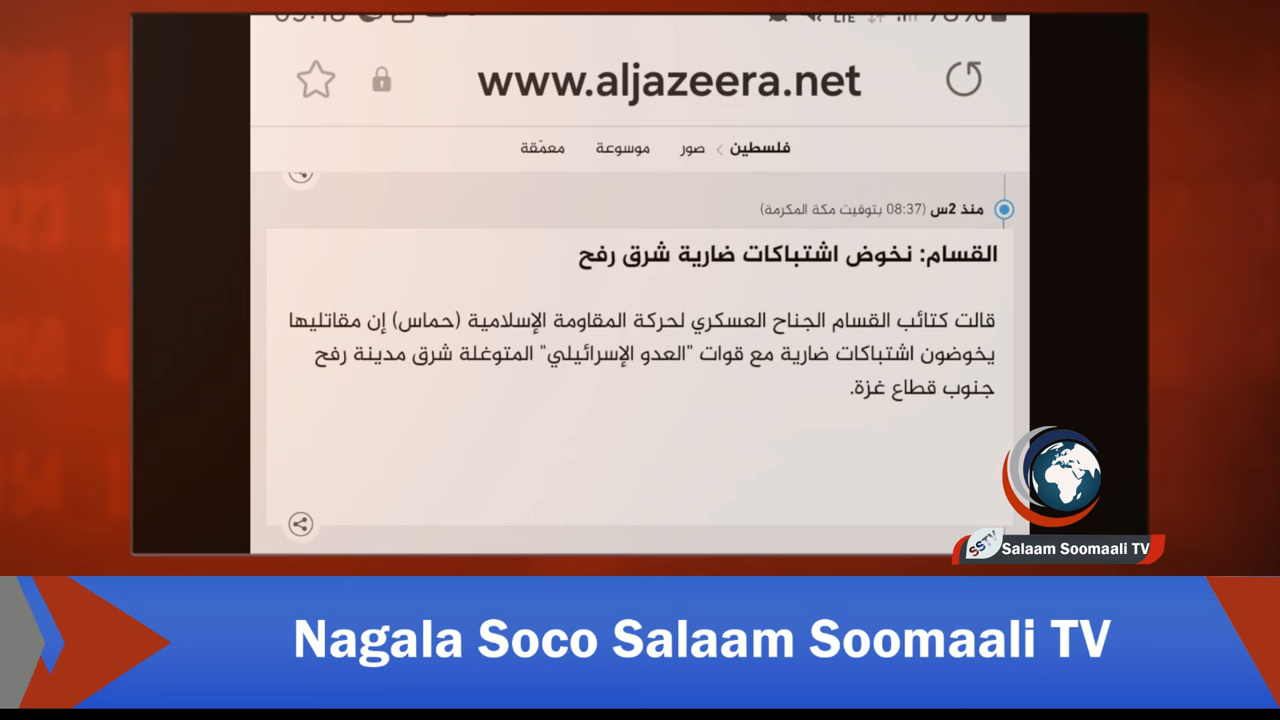 www.aljazeera.net
فلسطين > صور موسوعة معمّقة
منذ 2س (08:37 بتوقيت مكة المكرمة)
القسام: نخوض اشتباكات ضارية شرق رفح
قالت كتائب القسام الجناح العسكري لحركة المقاومة الإسلامية (حماس) إن مقاتليها
يخوضون اشتباكات ضارية مع قوات "العدو الإسرائيلي" المتوغلة شرق مدينة رفح
جنوب قطاع غزة.
SSTV
Salaam Soomaali TV
Nagala Soco Salaam Soomaali TV